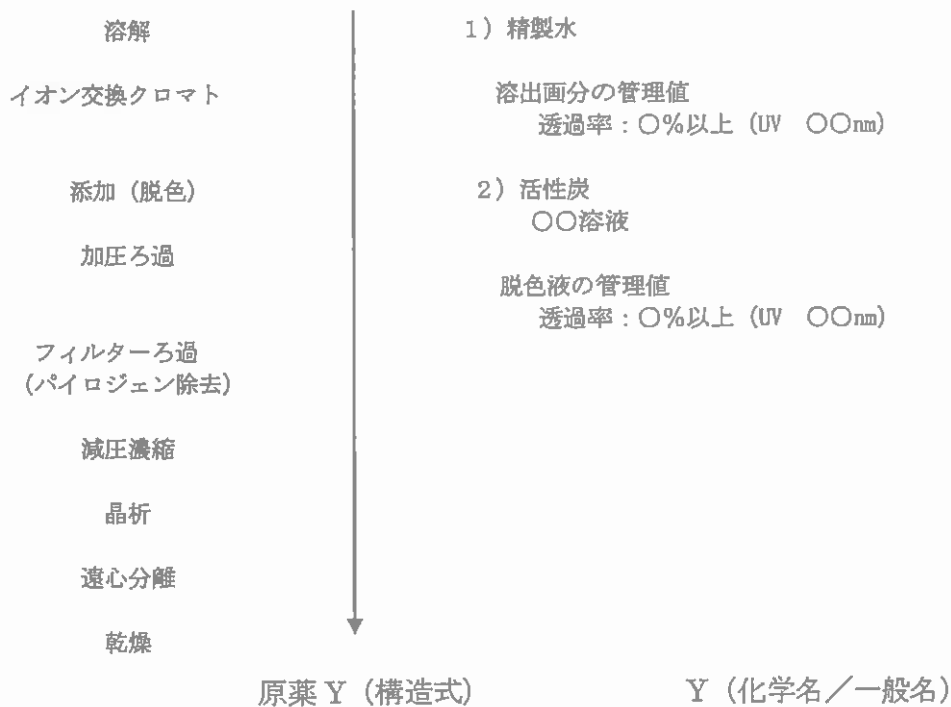 溶解 1）精製水
イオン交換クロマト 溶出画分の管理値
透過率：○％以上（UV ○○nm）
添加（脱色） 2）活性炭
○○溶液
加圧ろ過
脱色液の管理値
透過率：○％以上（UV ○○nm）
フィルターろ過
（パイロジェン除去）
減圧濃縮
晶析
遠心分離
乾燥
原薬Y（構造式） Y（化学名／一般名）